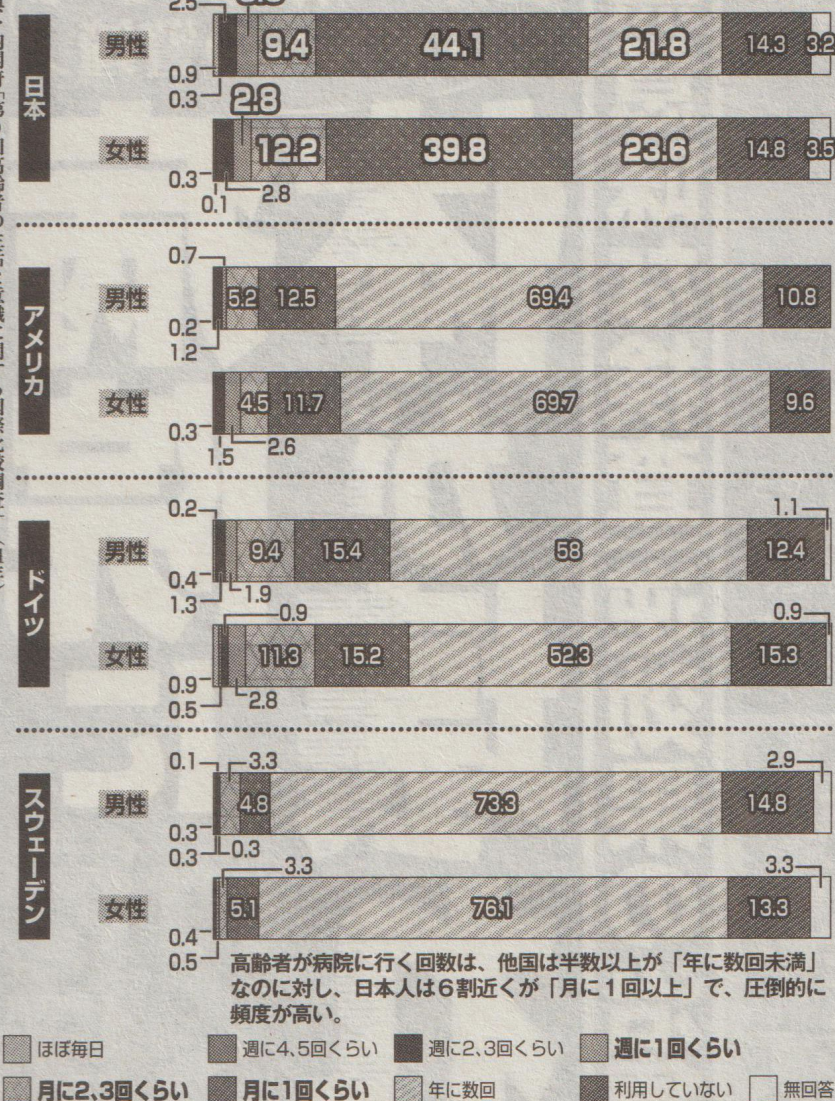 日本
男性
2.5
0.9
0.3
9.4
44.1
21.8
14.3
3.2
女性
2.8
0.3
0.1
2.8
12.2
39.8
23.6
14.8
3.5
アメリカ
男性
0.7
0.2
1.2
5.2
12.5
69.4
10.8
女性
0.3
1.5
2.6
4.5
11.7
69.7
9.6
ドイツ
男性
0.2
0.4
1.3
1.9
9.4
15.4
58
12.4
1.1
女性
0.9
0.9
0.5
2.8
11.3
15.2
52.3
15.3
0.9
スウェーデン
男性
0.1
3.3
0.3
0.3
0.3
4.8
73.3
14.8
2.9
女性
3.3
0.4
0.5
5.1
76.1
13.3
3.3
高齢者が病院に行く回数は、他国は半数以上が「年に数回未満」
なのに対し、日本人は6割近くが「月に1回以上」で、圧倒的に
頻度が高い。
ほぼ毎日
週に4、5回くらい
週に2、3回くらい
週に1回くらい
月に2、3回くらい
月に1回くらい
年に数回
利用していない
無回答